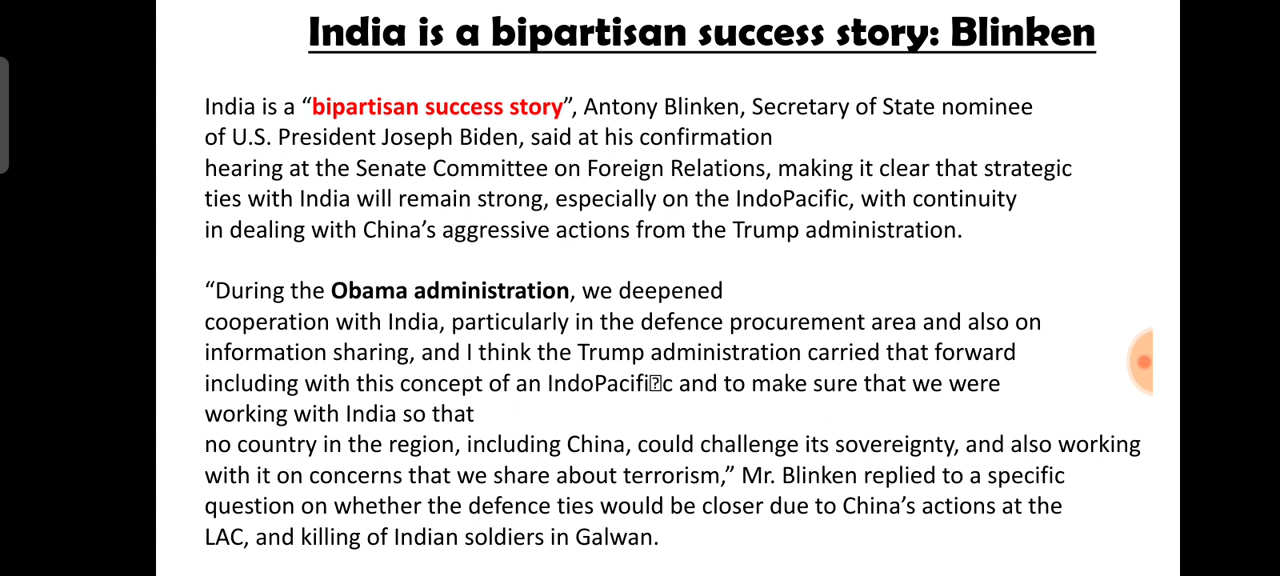 India is a bipartisan success story: Blinken
India is a “bipartisan success story”, Antony Blinken, Secretary of State nominee
of U.S. President Joseph Biden, said at his confirmation
hearing at the Senate Committee on Foreign Relations, making it clear that strategic
ties with India will remain strong, especially on the IndoPacific, with continuity
in dealing with China’s aggressive actions from the Trump administration.
“During the Obama administration, we deepened
cooperation with India, particularly in the defence procurement area and also on
information sharing, and I think the Trump administration carried that forward
including with this concept of an IndoPacifi⍰c and to make sure that we were
working with India so that
no country in the region, including China, could challenge its sovereignty, and also working
with it on concerns that we share about terrorism,” Mr. Blinken replied to a specific
question on whether the defence ties would be closer due to China’s actions at the
LAC, and killing of Indian soldiers in Galwan.